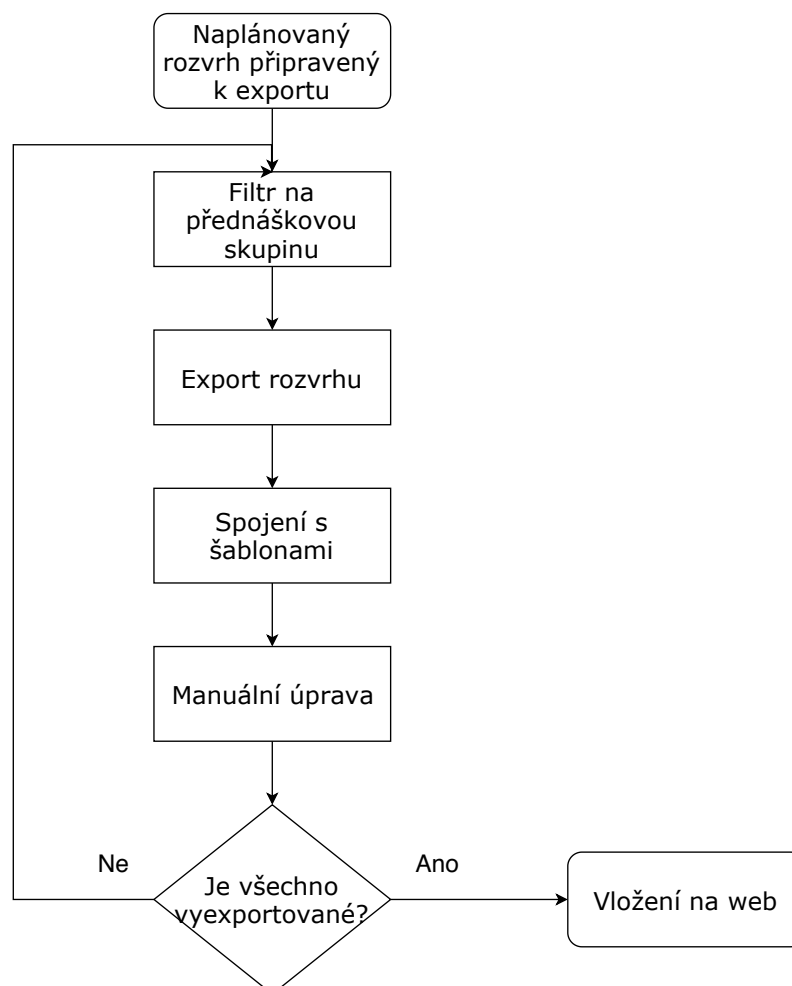 Naplánovaný
rozvrh připravený
k exportu
Filtr na
přednáškovou
skupinu
Export rozvrhu
Spojení s
šablonami
Manuální úprava
Ne
Ano
Je všechno
vyexportované?
Vložení na web